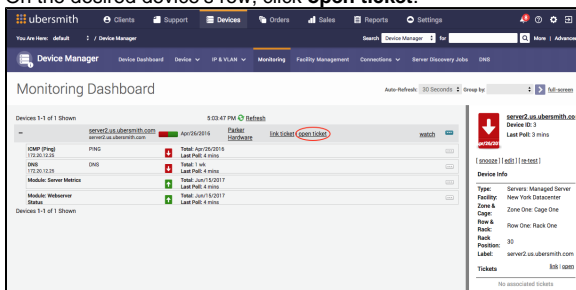 On the desired device's row, click open ticket.
ubersmith Clients Support Devices Orders Sales Reports Settings
You Are Here: default / Device Manager Search Device Manager for More | Advanced
Device Manager Device Dashboard Device IP & VLAN Monitoring Facility Management Connections Server Discovery Jobs DNS
Monitoring Dashboard Auto-Refresh: 30 Seconds Group by: full-screen
Devices 1-1 of 1 Shown 5:03:47 PM Refresh
server2.us.ubersmith.com Apr/26/2016 Parker Hardware link ticket open ticket watch
server2.us.ubersmith.com
ICMP (Ping) PING Total: Apr/26/2016
172.20.12.25 Last Poll: 4 mins
DNS DNS Total: 1 wk
172.20.12.25 Last Poll: 4 mins
Module: Server Metrics Total: Jun/15/2017
Last Poll: 4 mins
Module: Webserver Status Total: Jun/15/2017
Last Poll: 4 mins
Devices 1-1 of 1 Shown
server2.us.ubersmith.co
Device ID: 3
Last Poll: 3 mins
apr/26/201
[ snooze ] [ edit ] [ re-test ]
Device Info
Type: Servers: Managed Server
Facility: New York Datacenter
Zone & Cage: Zone One: Cage One
Row & Rack: Row One: Rack One
Rack Position: 30
Label: server2.us.ubersmith.com
Tickets link | open
No associated tickets